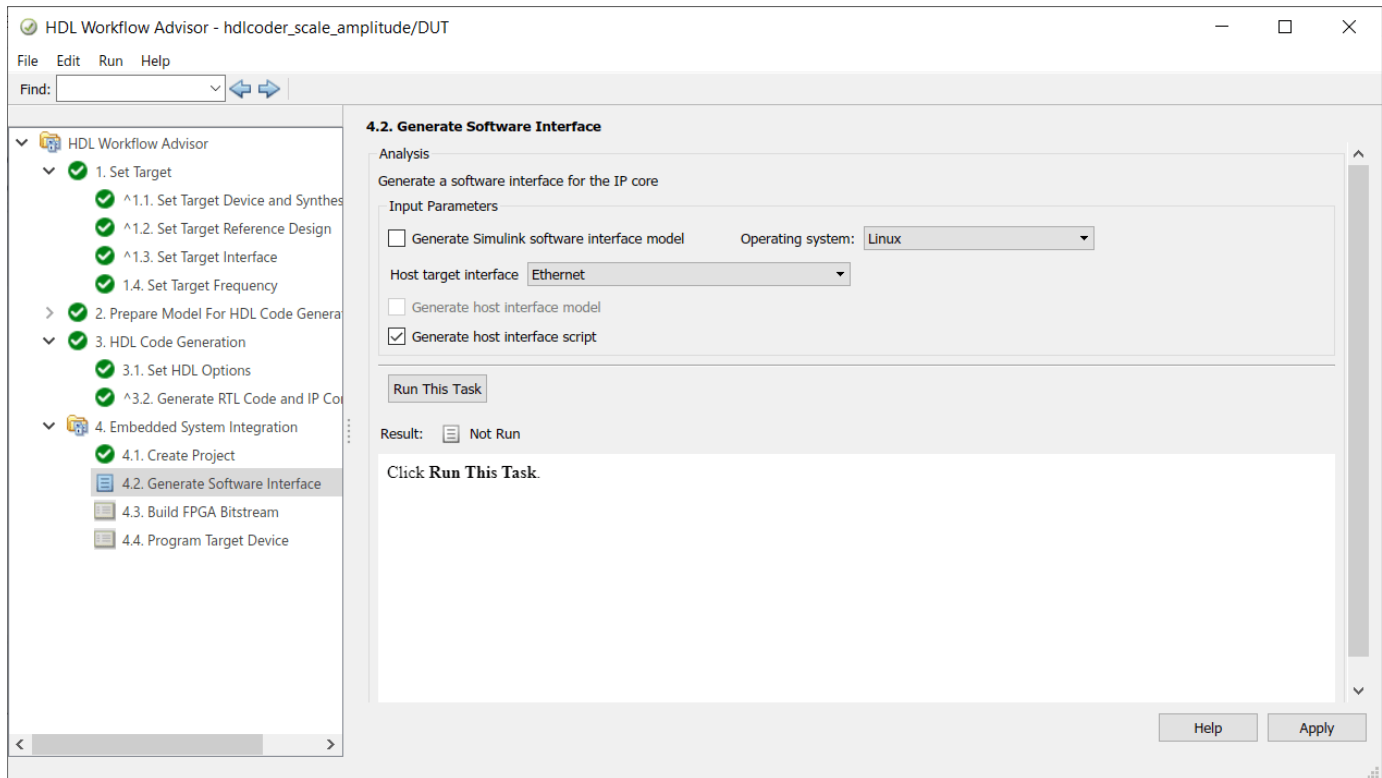 HDL Workflow Advisor - hdlcoder_scale_amplitude/DUT
File Edit Run Help
Find:
HDL Workflow Advisor
1. Set Target
^1.1. Set Target Device and Synthes
^1.2. Set Target Reference Design
^1.3. Set Target Interface
1.4. Set Target Frequency
2. Prepare Model For HDL Code Genera
3. HDL Code Generation
3.1. Set HDL Options
^3.2. Generate RTL Code and IP Co
4. Embedded System Integration
4.1. Create Project
4.2. Generate Software Interface
4.3. Build FPGA Bitstream
4.4. Program Target Device
4.2. Generate Software Interface
Analysis
Generate a software interface for the IP core
Input Parameters
Generate Simulink software interface model Operating system: Linux
Host target interface Ethernet
Generate host interface model
Generate host interface script
Run This Task
Result: Not Run
Click Run This Task.
Help Apply